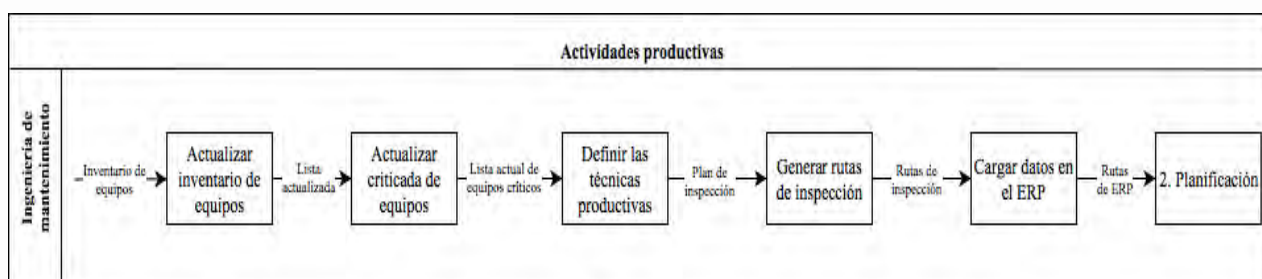 Actividades productivas
Ingeniería de
mantenimiento
Inventario de
equipos
Actualizar
inventario de
equipos
Lista
actualizada
Actualizar
criticada de
equipos
Lista actual de
equipos críticos
Definir las
técnicas
productivas
Plan de
inspección
Generar rutas
de inspección
Rutas de
inspección
Cargar datos en
el ERP
Rutas
de ERP
2. Planificación